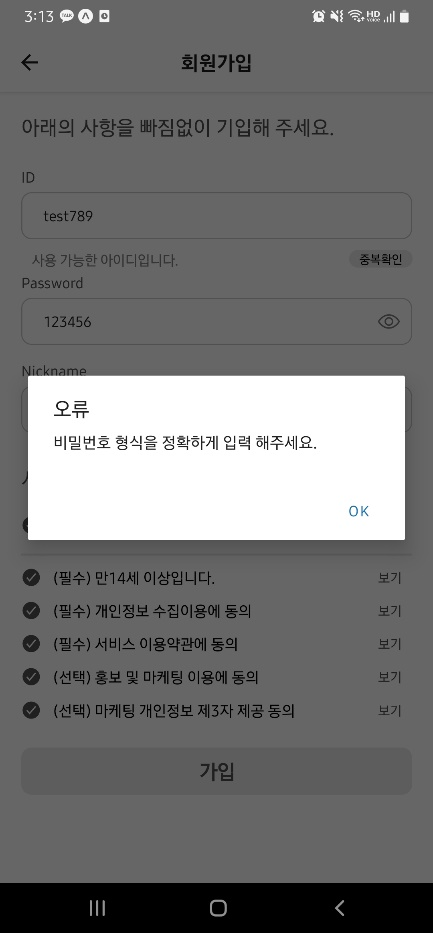 3:13
TALK
HD
voice
회원가입
아래의 사항을 빠짐없이 기입해 주세요.
ID
test789
사용 가능한 아이디입니다.
중복확인
Password
123456
Nickname
오류
비밀번호 형식을 정확하게 입력 해주세요.
OK
(필수) 만14세 이상입니다. 보기
(필수) 개인정보 수집이용에 동의 보기
(필수) 서비스 이용약관에 동의 보기
(선택) 홍보 및 마케팅 이용에 동의 보기
(선택) 마케팅 개인정보 제3자 제공 동의 보기
가입